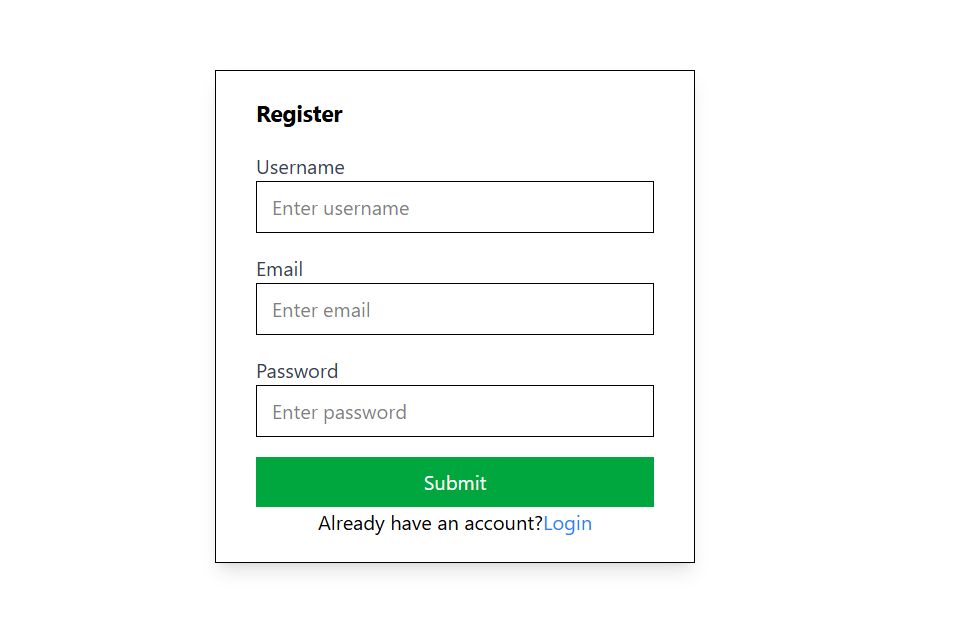 Register
Username
Enter username
Email
Enter email
Password
Enter password
Submit
Already have an account?Login